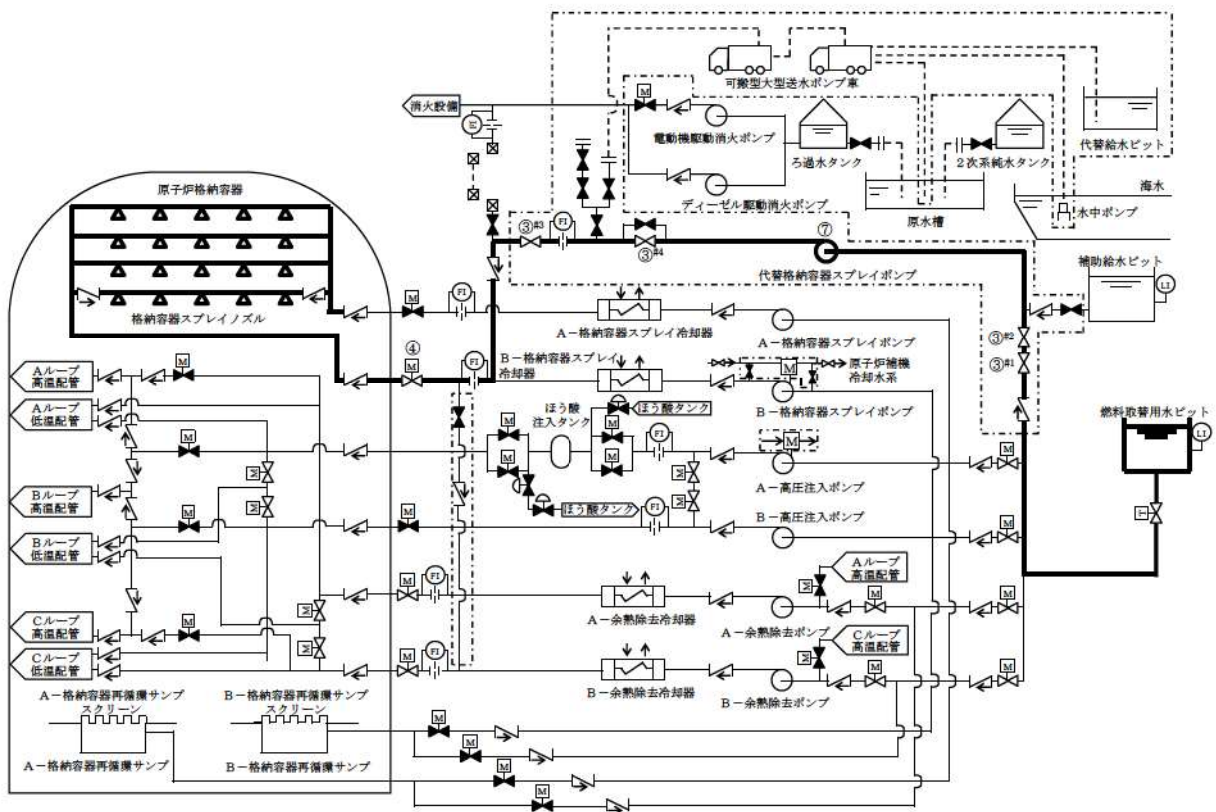 可搬型大型送水ポンプ車
消火設備
M
FI
電動機駆動消火ポンプ
ろ過水タンク
2次系純水タンク
代替給水ピット
原子炉格納容器
ディーゼル駆動消火ポンプ
原水槽
海水
水中ポンプ
③#3
FI
③#4
⑦
代替格納容器スプレイポンプ
補助給水ピット
LI
格納容器スプレイノズル
M
FI
A-格納容器スプレイ冷却器
A-格納容器スプレイポンプ
③#2
③#1
④
M
FI
B-格納容器スプレイ
冷却器
M
原子炉補機
冷却水系
B-格納容器スプレイポンプ
燃料取替用水ピット
LI
T
Aループ
高温配管
M
Aループ
低温配管
ほう酸
注入タンク
ほう酸タンク
M
M
M
FI
M
A-高圧注入ポンプ
M
M
M
M
M
M
Bループ
高温配管
ほう酸タンク
FI
M
M
M
B-高圧注入ポンプ
M
Bループ
低温配管
Aループ
高温配管
M
FI
M
M
M
A-余熱除去冷却器
A-余熱除去ポンプ
M
Cループ
高温配管
M
Cループ
高温配管
Cループ
低温配管
M
M
FI
M
M
M
B-余熱除去冷却器
B-余熱除去ポンプ
A-格納容器再循環サンプ
スクリーン
B-格納容器再循環サンプ
スクリーン
M
M
A-格納容器再循環サンプ
B-格納容器再循環サンプ
M
M